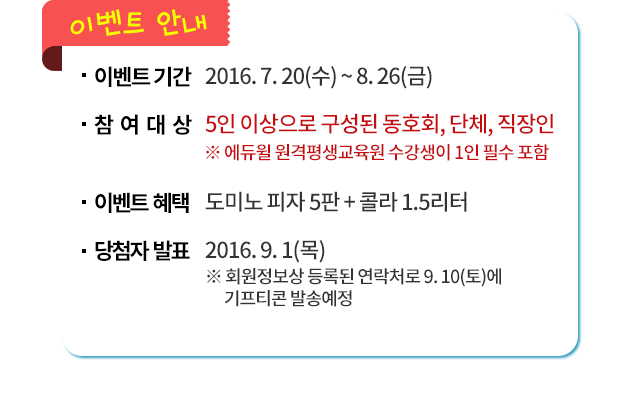 이벤트 안내
· 이벤트 기간 2016. 7. 20(수) ~ 8. 26(금)
· 참 여 대 상 5인 이상으로 구성된 동호회, 단체, 직장인
※ 에듀윌 원격평생교육원 수강생이 1인 필수 포함
· 이벤트 혜택 도미노 피자 5판 + 콜라 1.5리터
· 당첨자 발표 2016. 9. 1(목)
※ 회원정보상 등록된 연락처로 9. 10(토)에
기프티콘 발송예정